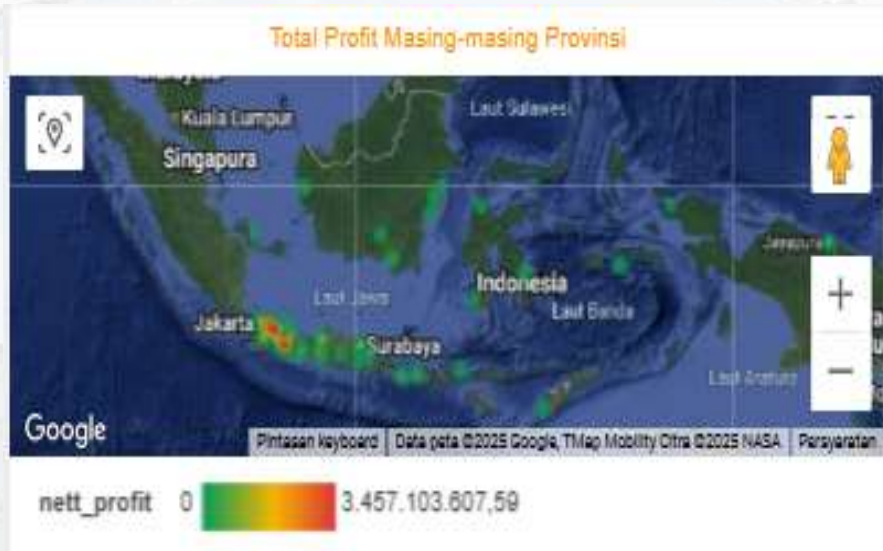 Total Profit Masing-masing Provinsi
Kuala Lumpur
Singapura
Laut Sulawesi
Jayapura
Indonesia
Laut Jawa
Laut Banda
Jakarta
Surabaya
Laut Arafura
Google
Pintasan keyboard
Data peta ©2025 Google, TMap Mobility Citra ©2025 NASA
Persyaratan
nett_profit 0 3.457.103.607,59